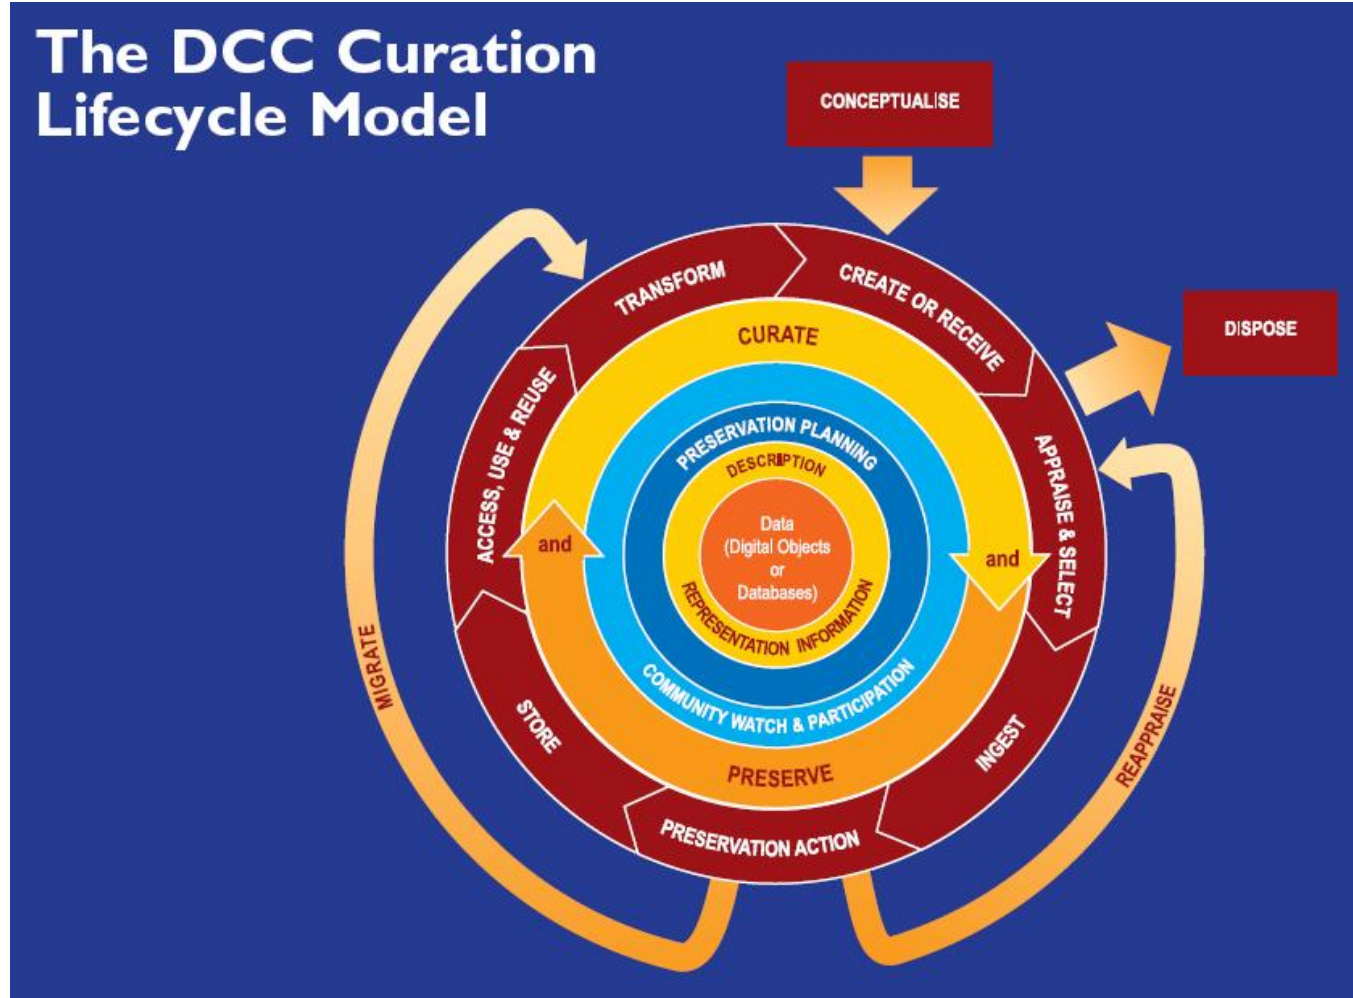 The DCC Curation
Lifecycle Model
CONCEPTUALISE
DISPOSE
TRANSFORM
CREATE OR RECEIVE
APPRAISE & SELECT
INGEST
PRESERVATION ACTION
STORE
ACCESS, USE & REUSE
CURATE
and
PRESERVE
and
COMMUNITY WATCH & PARTICIPATION
PRESERVATION PLANNING
DESCRIPTION
REPRESENTATION INFORMATION
Data
(Digital Objects
or
Databases)
MIGRATE
REAPPRAISE